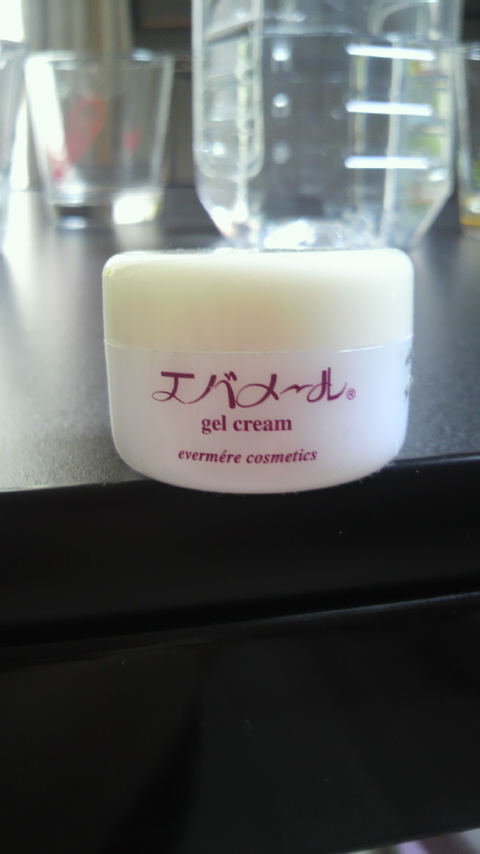 エバメール®
gel cream
evermére cosmetics